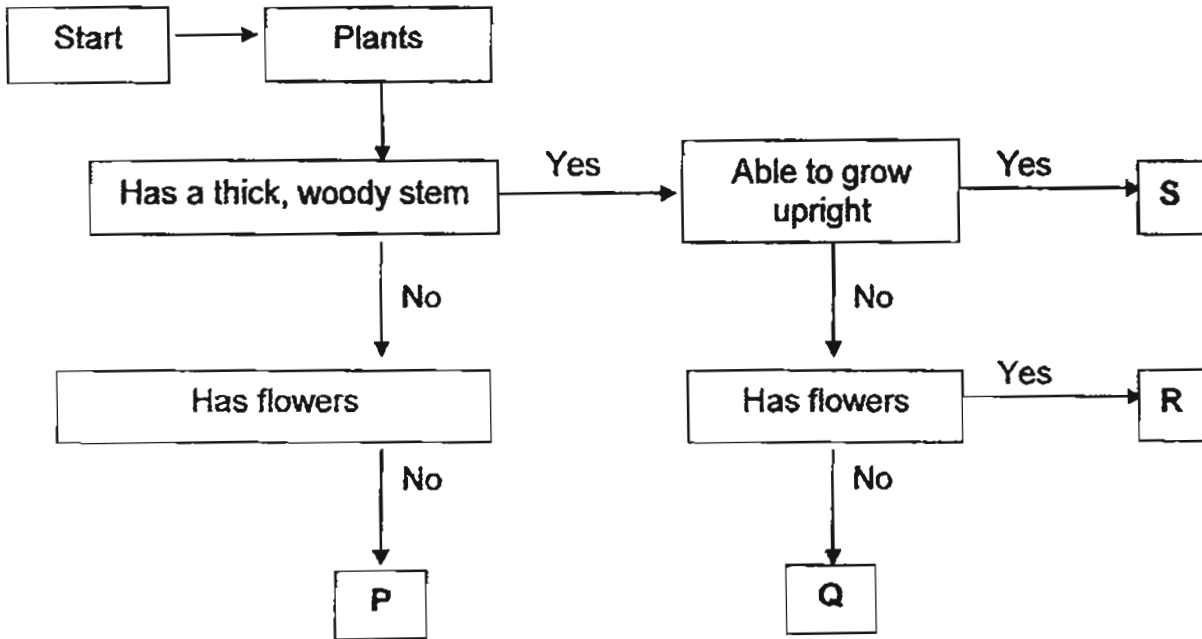 Start
Plants
Has a thick, woody stem
Yes
Able to grow
upright
Yes
S
No
No
Has flowers
Has flowers
Yes
R
No
No
P
Q